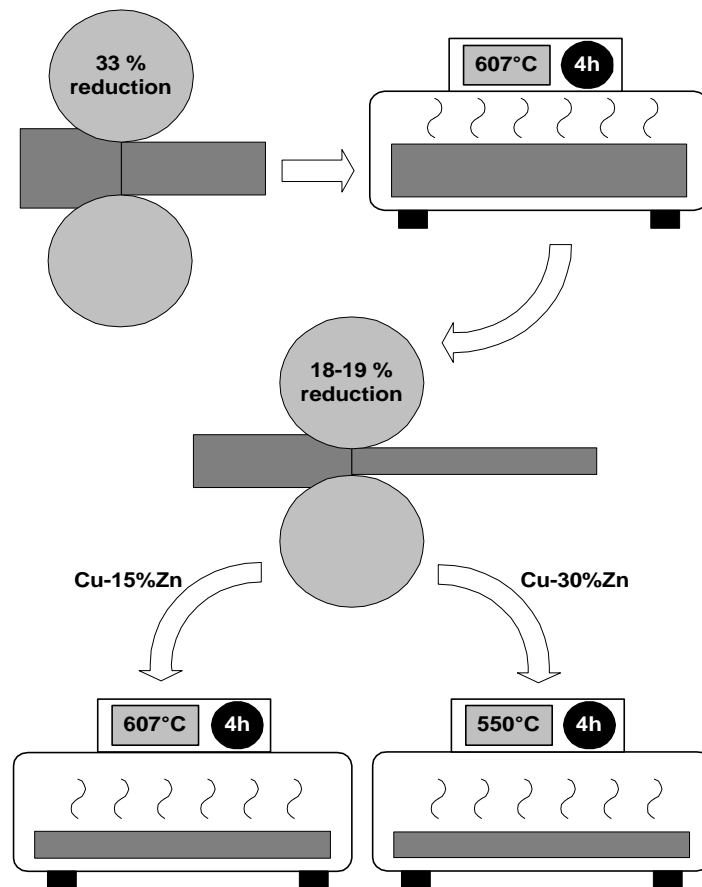 33 %
reduction
607°C
4h
18-19 %
reduction
Cu-15%Zn
Cu-30%Zn
607°C
4h
550°C
4h